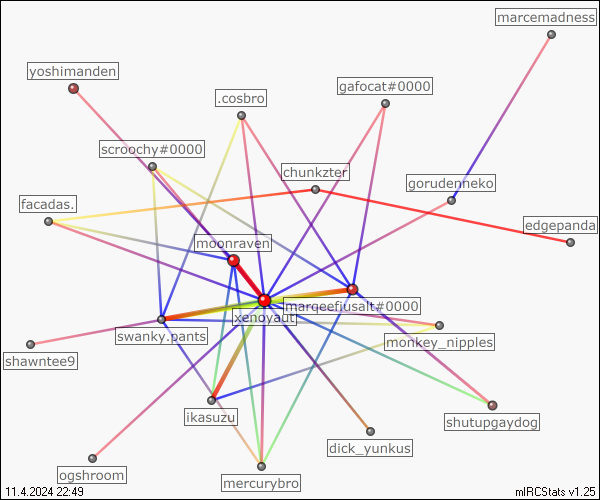 marcemadness
yoshimanden
gafocat#0000
.cosbro
scroochy#0000
chunkzter
gorudenneko
facadas.
edgepanda
moonraven
marqeefjusalt#0000
xenoyaut
swanky.pants
monkey_nipples
shawntee9
ikasuzu
shutupgaydog
dick_yunkus
ogshroom
mercurybro
11.4.2024 22:49
mIRCStats v1.25